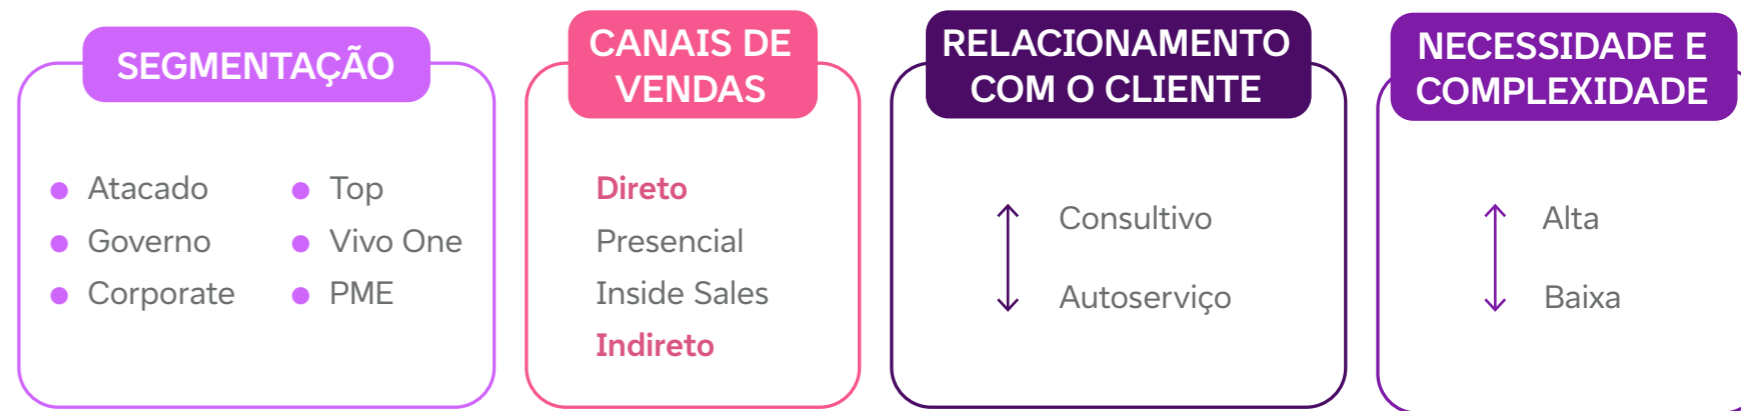 SEGMENTAÇÃO
Atacado
Governo
Corporate
Top
Vivo One
PME
CANAIS DE
VENDAS
Direto
Presencial
Inside Sales
Indireto
RELACIONAMENTO
COM O CLIENTE
Consultivo
Autoserviço
NECESSIDADE E
COMPLEXIDADE
Alta
Baixa